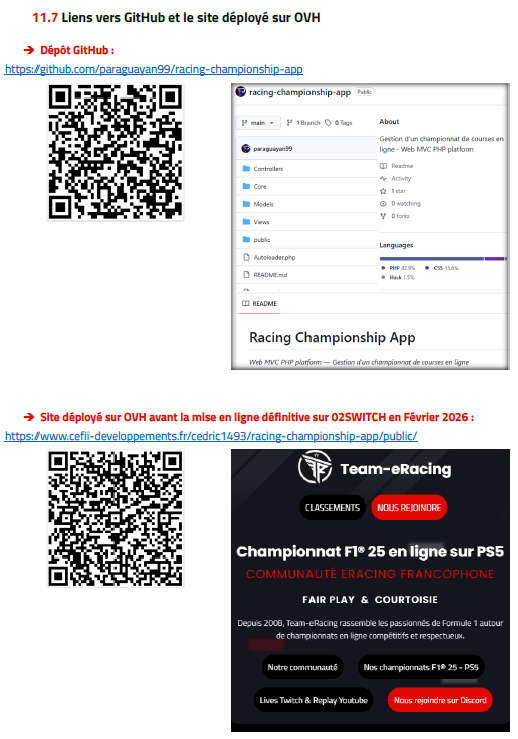 11.7 Liens vers GitHub et le site déployé sur OVH
➔ Dépôt GitHub :
https://github.com/paraguayan99/racing-championship-app
racing-championship-app Public
main 1 Branch 0 Tags
paraguayan99
Controllers
Core
Models
Views
public
Autoloader.php
README.md
About
Gestion d'un championnat de courses en
ligne - Web MVC PHP platform
Readme
Activity
1 star
0 watching
0 forks
Languages
PHP 82.9% CSS 15.6%
Hack 1.5%
README
Racing Championship App
Web MVC PHP platform — Gestion d'un championnat de courses en ligne
➔ Site déployé sur OVH avant la mise en ligne définitive sur O2SWITCH en Février 2026 :
https://www.cefii-developpements.fr/cedric1493/racing-championship-app/public/
Team-eRacing
CLASSEMENTS NOUS REJOINDRE
Championnat F1® 25 en ligne sur PS5
COMMUNAUTÉ ERACING FRANCOPHONE
FAIR PLAY & COURTOISIE
Depuis 2008, Team-eRacing rassemble les passionnés de Formule 1 autour
de championnats en ligne compétitifs et respectueux.
Notre communauté Nos championnats F1® 25 - PS5
Lives Twitch & Replay Youtube Nous rejoindre sur Discord